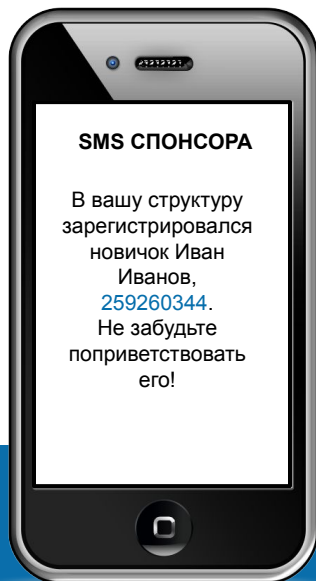 SMS СПОНСОРА
В вашу структуру
зарегистрировался
новичок Иван
Иванов,
259260344.
Не забудьте
поприветствовать
его!